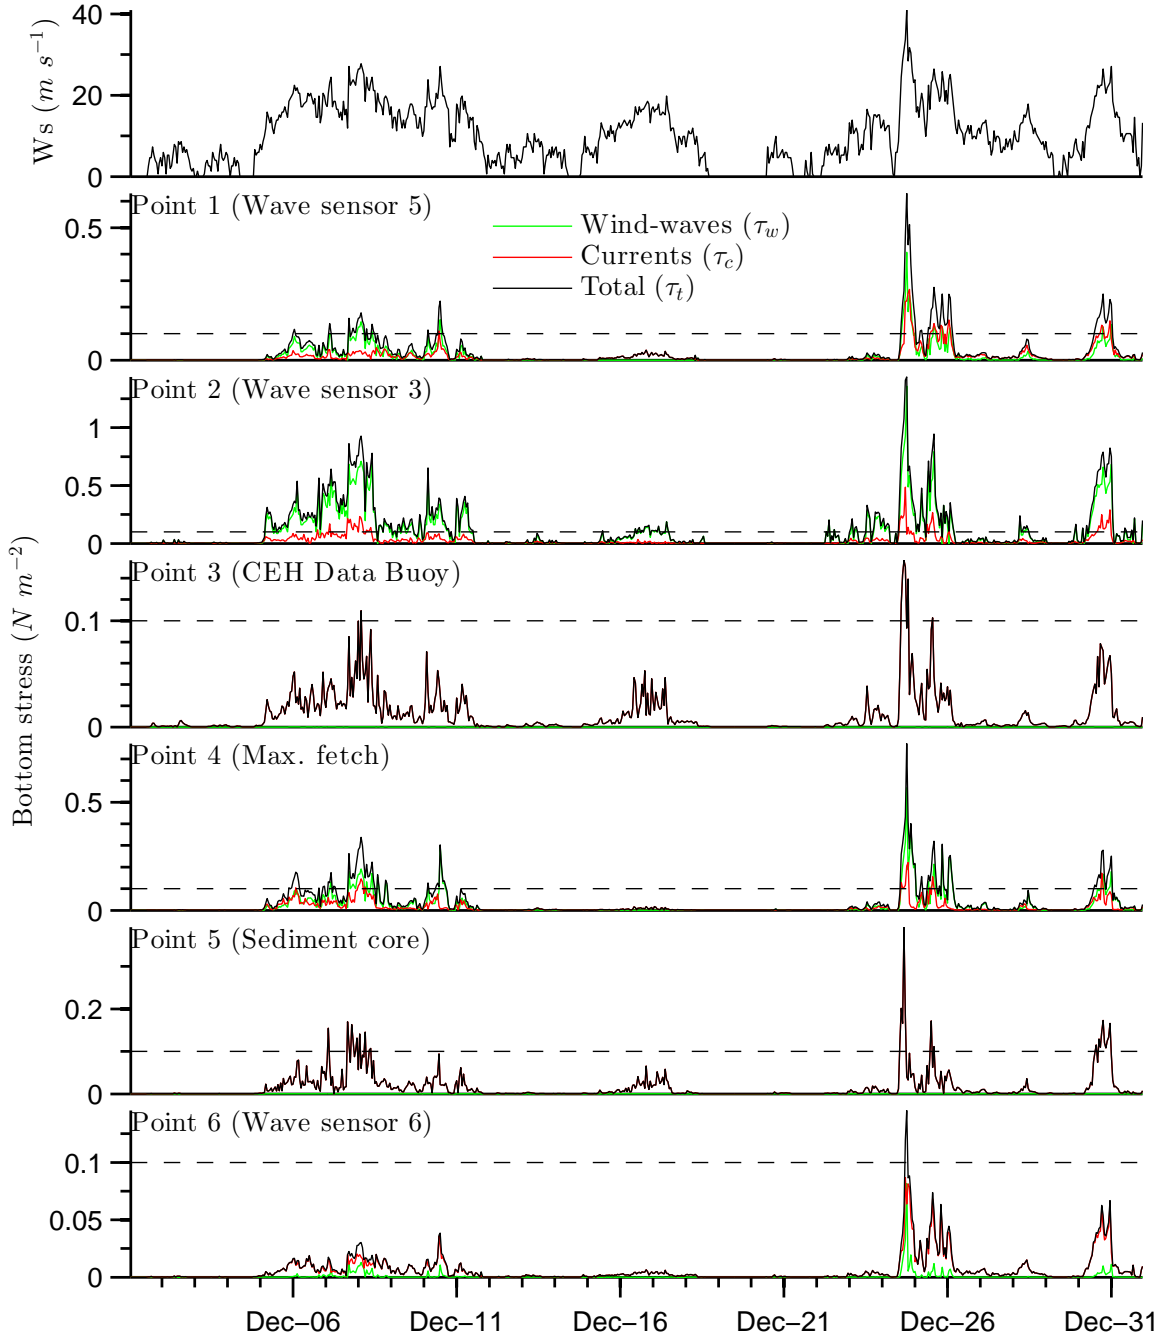 Ws (m s⁻¹)
40
20
0
Point 1 (Wave sensor 5)
Wind-waves (τw)
Currents (τc)
Total (τt)
0.5
0
Point 2 (Wave sensor 3)
1
0.5
0
Bottom stress (N m⁻²)
Point 3 (CEH Data Buoy)
0.1
0
Point 4 (Max. fetch)
0.5
0
Point 5 (Sediment core)
0.2
0
Point 6 (Wave sensor 6)
0.1
0.05
0
Dec–06 Dec–11 Dec–16 Dec–21 Dec–26 Dec–31